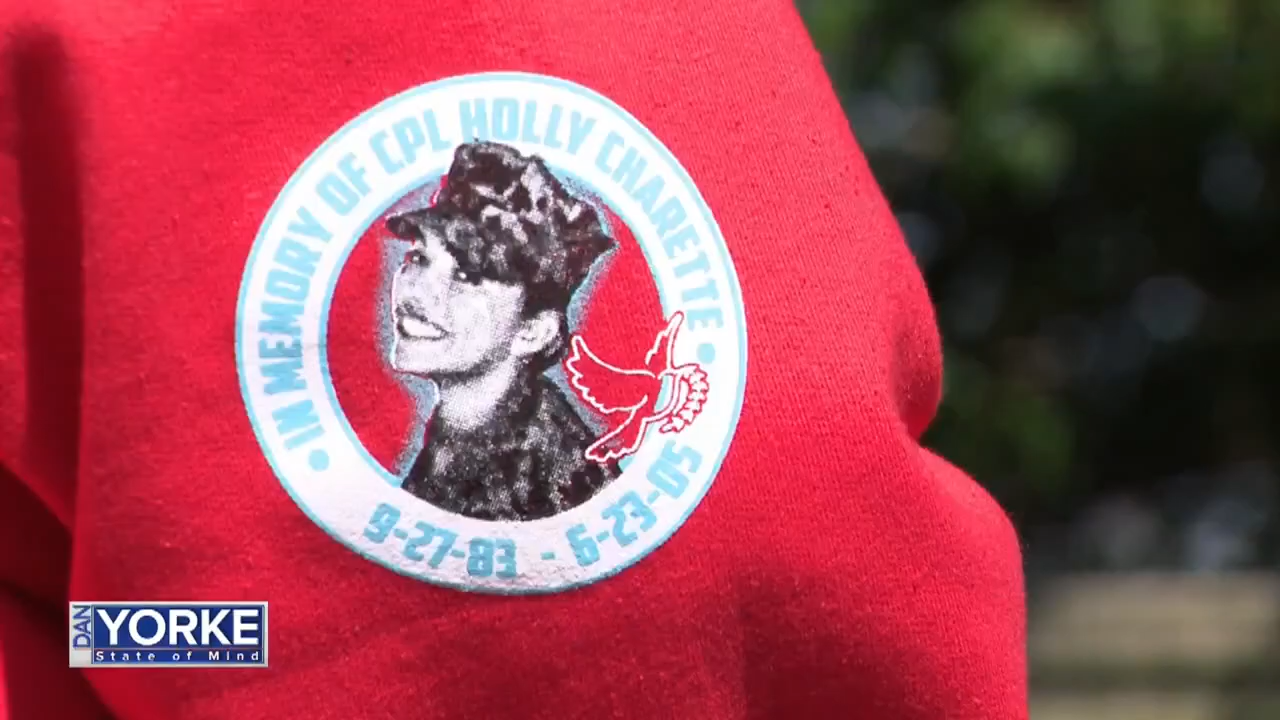 IN MEMORY OF CPL HOLLY CHARETTE
9-27-83 - 6-23-05
DAN
YORKE
State of Mind